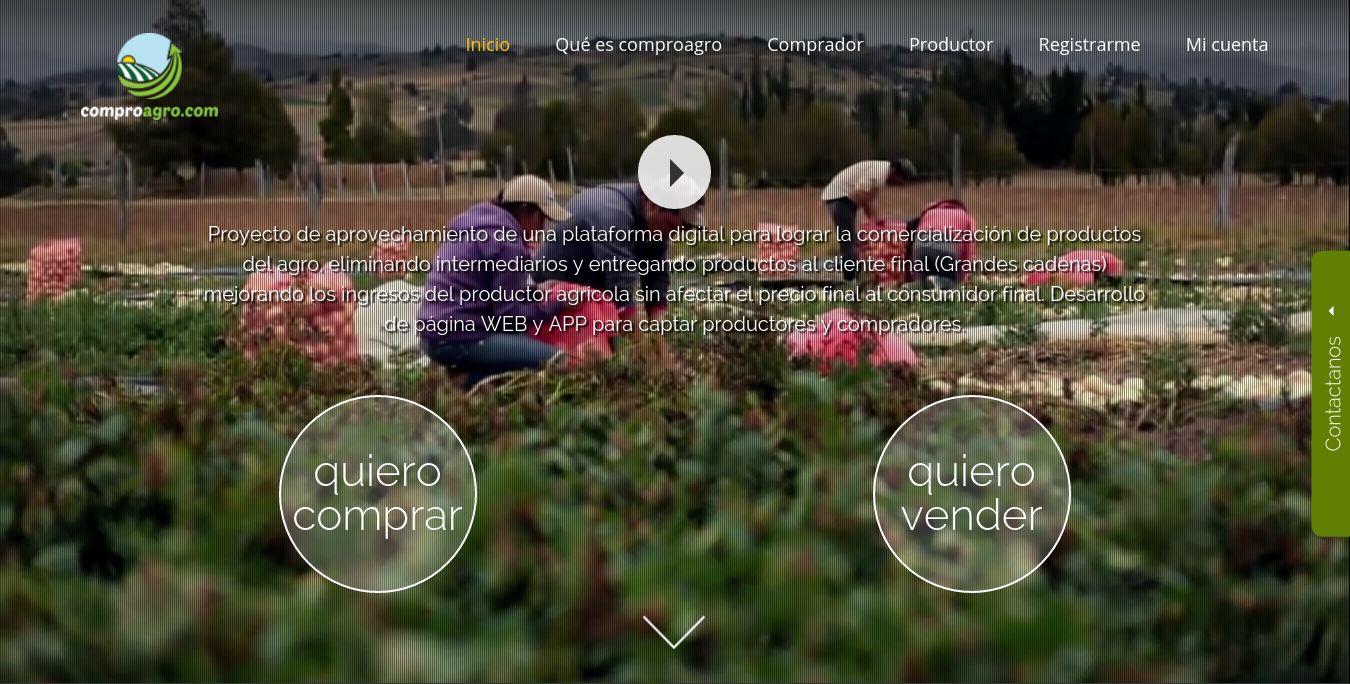 Inicio
Qué es comproagro
Comprador
Productor
Registrarme
Mi cuenta
comproagro.com
Proyecto de aprovechamiento de una plataforma digital para lograr la comercialización de productos
del agro, eliminando intermediarios y entregando productos al cliente final (Grandes cadenas)
mejorando los ingresos del productor agrícola sin afectar el precio final al consumidor final. Desarrollo
de página WEB y APP para captar productores y compradores.
Contactanos
quiero
comprar
quiero
vender